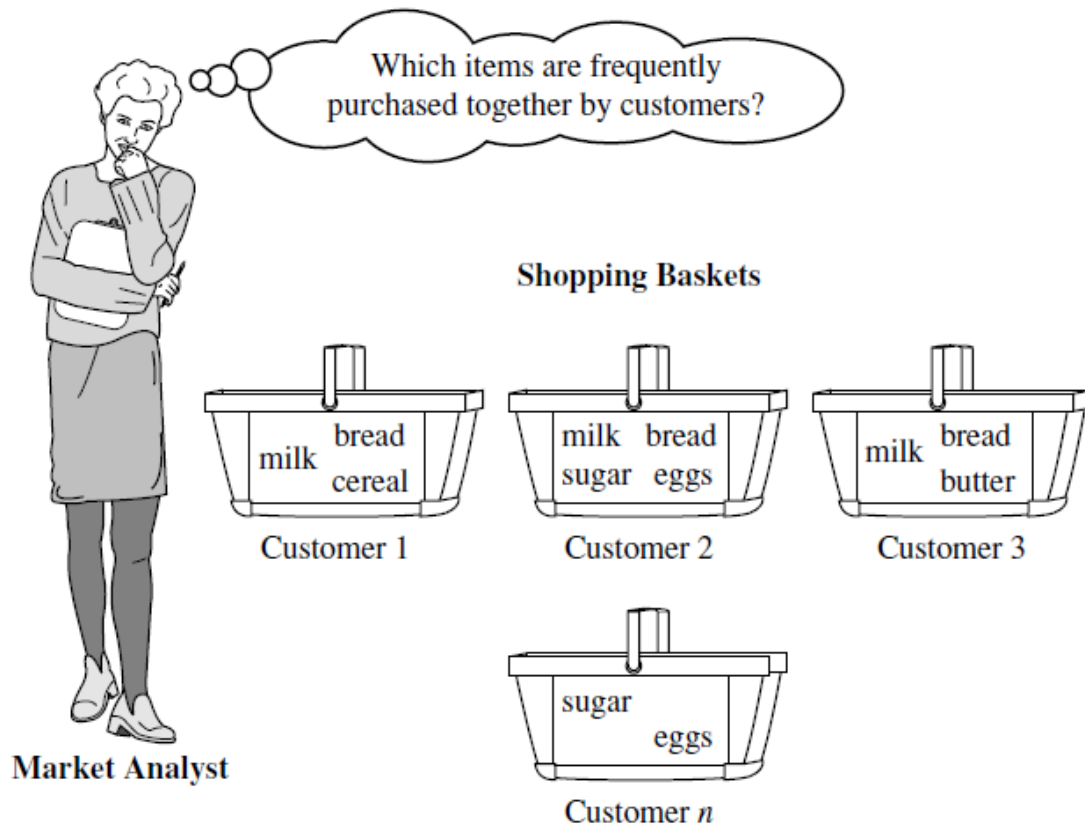 Which items are frequently
purchased together by customers?
Shopping Baskets
milk
bread
cereal
Customer 1
milk bread
sugar eggs
Customer 2
milk
bread
butter
Customer 3
sugar
eggs
Customer n
Market Analyst